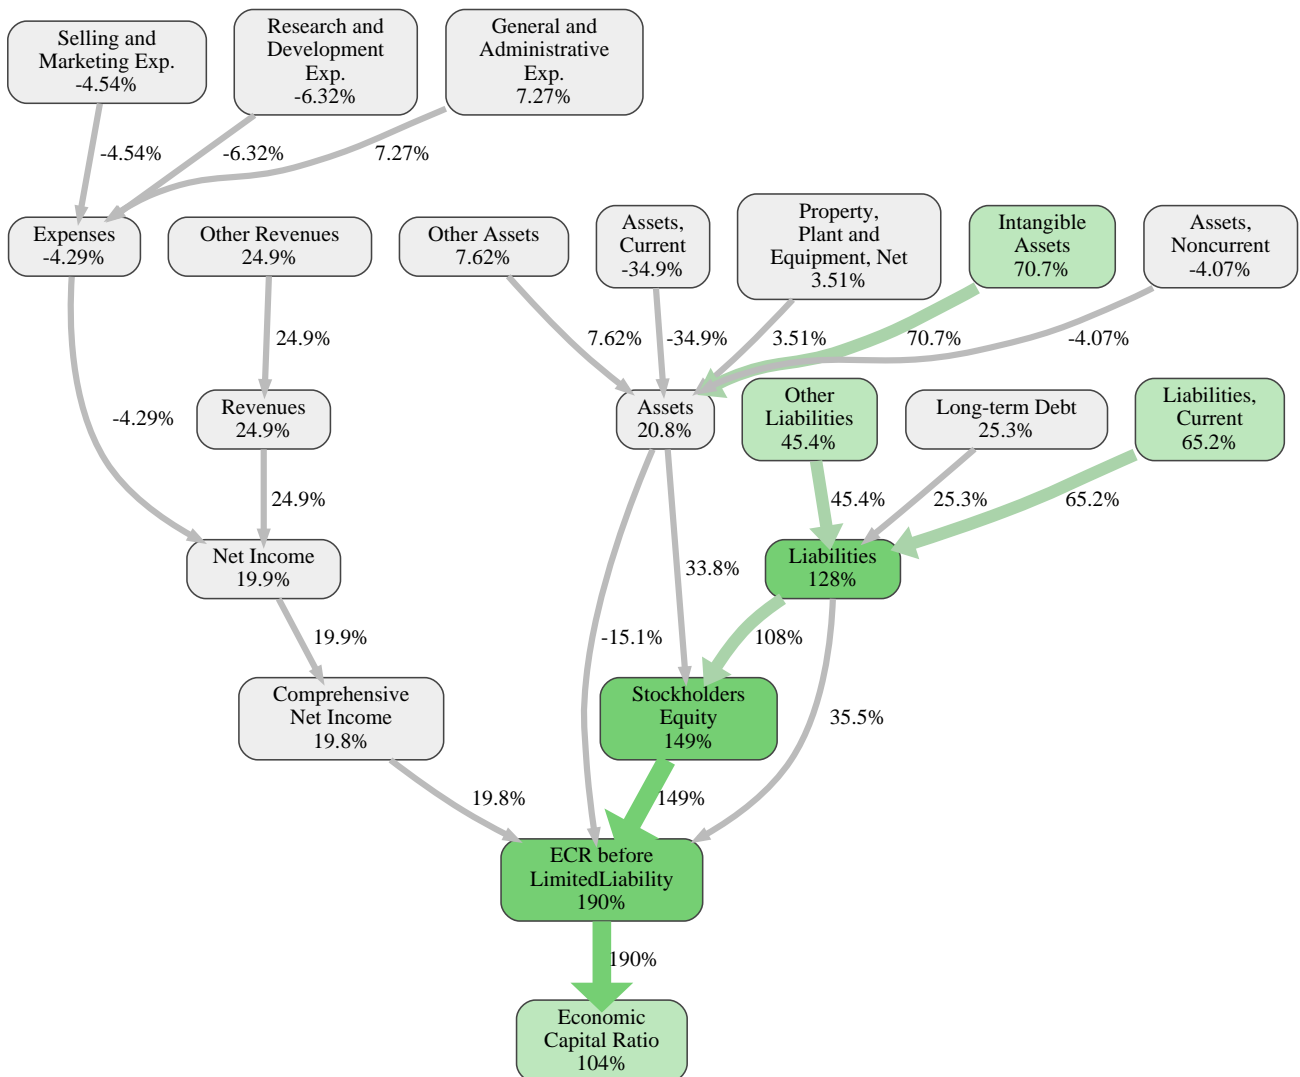 Selling and
Marketing Exp.
-4.54%
Research and
Development
Exp.
-6.32%
General and
Administrative
Exp.
7.27%
-4.54%
-6.32%
7.27%
Expenses
-4.29%
Other Revenues
24.9%
Other Assets
7.62%
Assets,
Current
-34.9%
Property,
Plant and
Equipment, Net
3.51%
Intangible
Assets
70.7%
Assets,
Noncurrent
-4.07%
24.9%
7.62%
-34.9%
3.51%
70.7%
-4.07%
-4.29%
Revenues
24.9%
Assets
20.8%
Other
Liabilities
45.4%
Long-term Debt
25.3%
Liabilities,
Current
65.2%
24.9%
45.4%
25.3%
65.2%
Net Income
19.9%
33.8%
Liabilities
128%
19.9%
-15.1%
108%
Comprehensive
Net Income
19.8%
Stockholders
Equity
149%
35.5%
19.8%
149%
ECR before
LimitedLiability
190%
190%
Economic
Capital Ratio
104%